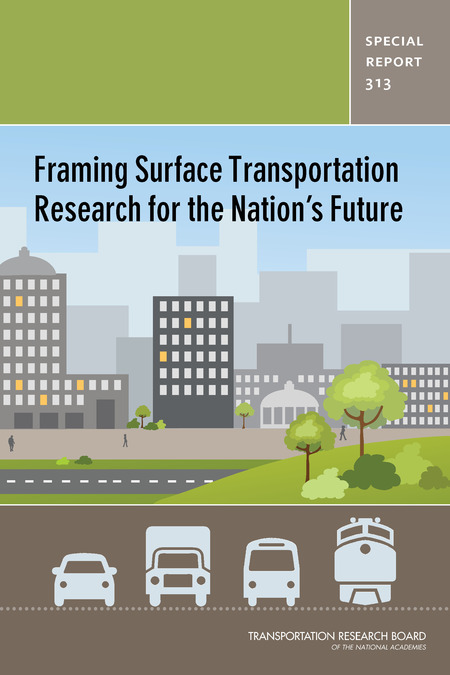 SPECIAL
REPORT
313
Framing Surface Transportation
Research for the Nation’s Future
TRANSPORTATION RESEARCH BOARD
OF THE NATIONAL ACADEMIES